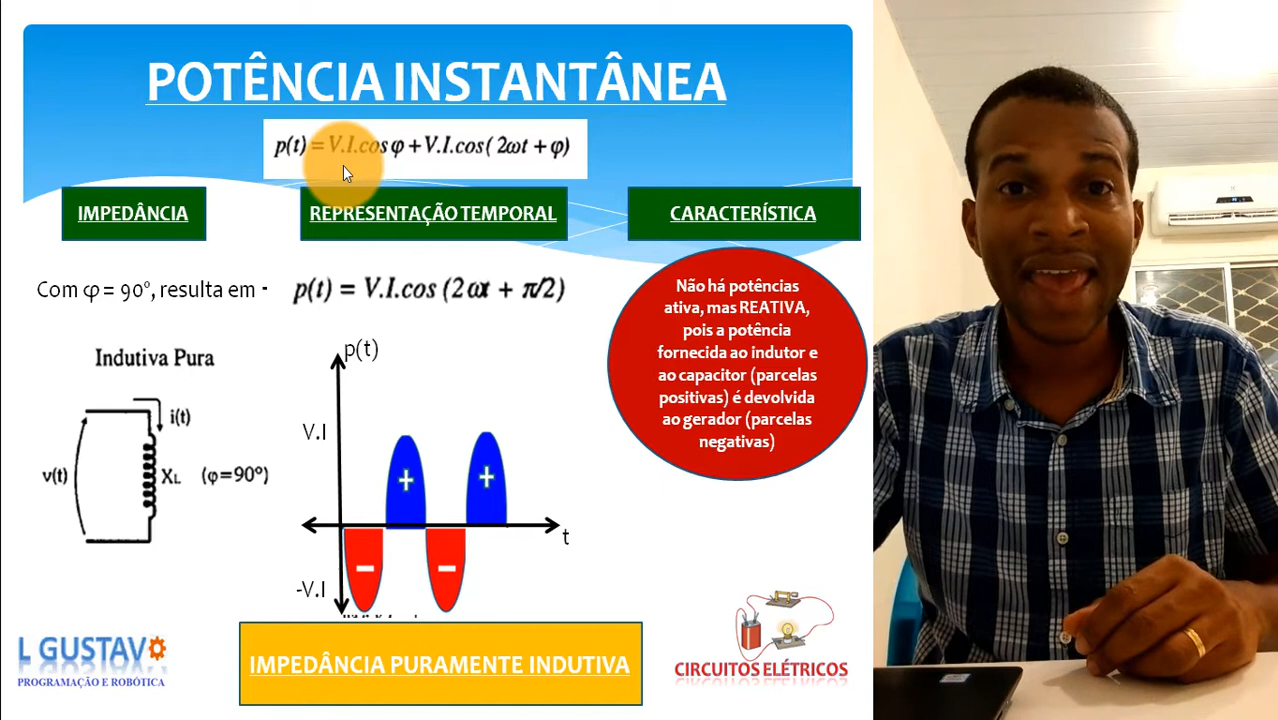 POTÊNCIA INSTANTÂNEA
p(t) = V.I.cos φ + V.I.cos( 2ωt + φ)
IMPEDÂNCIA
REPRESENTAÇÃO TEMPORAL
CARACTERÍSTICA
Com φ = 90º, resulta em -
p(t) = V.I.cos (2ωt + π/2)
Não há potências
ativa, mas REATIVA,
pois a potência
fornecida ao indutor e
ao capacitor (parcelas
positivas) é devolvida
ao gerador (parcelas
negativas)
Indutiva Pura
i(t)
v(t)
XL
(φ=90°)
p(t)
V.I
+
+
t
-
-
-V.I
IMPEDÂNCIA PURAMENTE INDUTIVA
L GUSTAVO
PROGRAMAÇÃO E ROBÓTICA
CIRCUITOS ELÉTRICOS